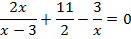 2x/(x − 3) + 11/2 − 3/x = 0